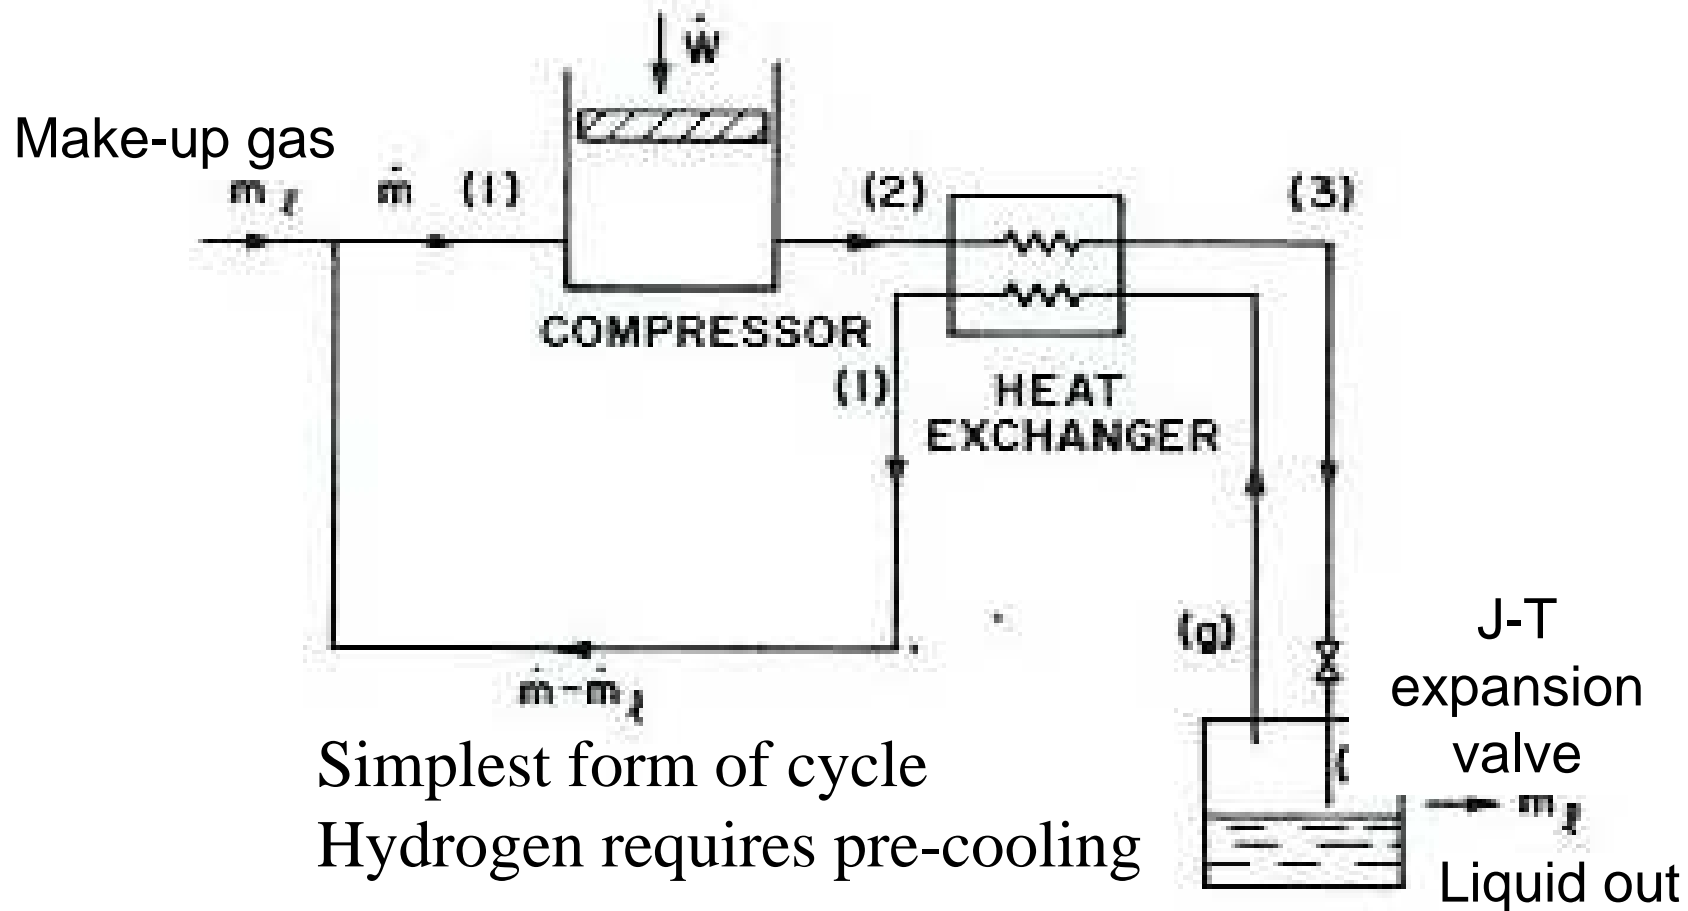 Ẇ
Make-up gas
ṁ ℓ
ṁ (1)
(2)
(3)
COMPRESSOR
(1)
HEAT
EXCHANGER
(g)
J-T
expansion
valve
ṁ-ṁ ℓ
ṁ ℓ
Simplest form of cycle
Hydrogen requires pre-cooling
Liquid out